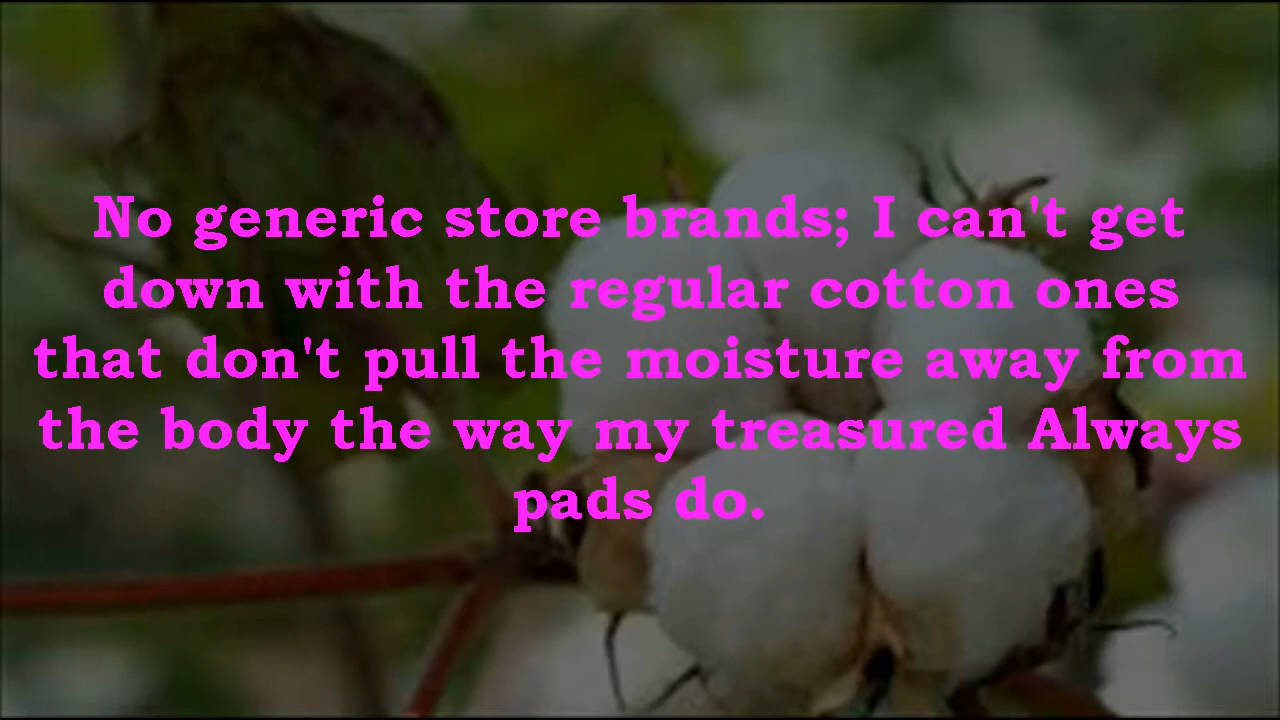 No generic store brands; I can't get
down with the regular cotton ones
that don't pull the moisture away from
the body the way my treasured Always
pads do.